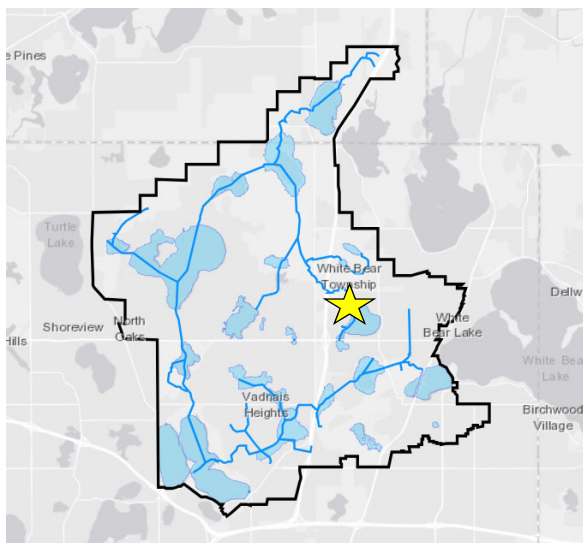 e Pines
Turtle
Lake
White Bear
Township
Dellw
Shoreview
North
Oaks
White
Bear Lake
Hills
White Bea
Lake
Vadnais
Heights
Birchwood
Village